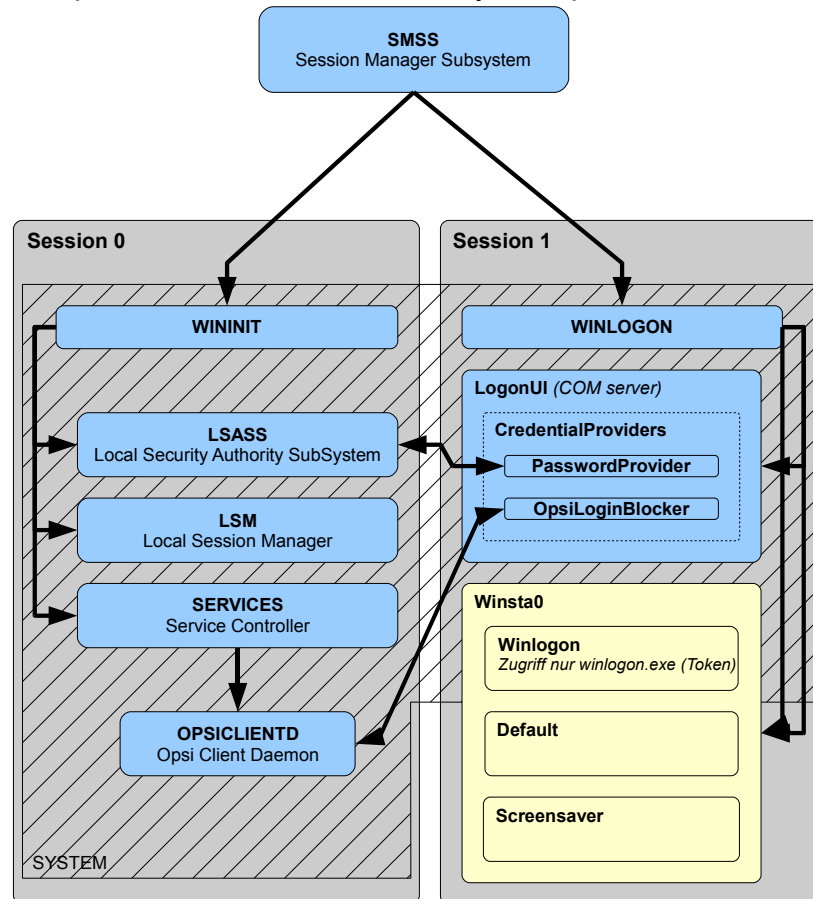 SMSS
Session Manager Subsystem
Session 0
Session 1
WININIT
WINLOGON
LogonUI (COM server)
CredentialProviders
LSASS
Local Security Authority SubSystem
PasswordProvider
OpsiLoginBlocker
LSM
Local Session Manager
SERVICES
Service Controller
Winsta0
Winlogon
Zugriff nur winlogon.exe (Token)
OPSICLIENTD
Opsi Client Daemon
Default
Screensaver
SYSTEM